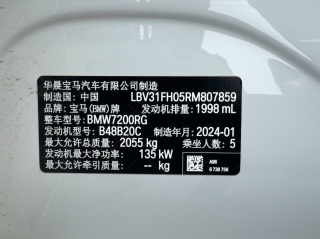 华晨宝马汽车有限公司制造
制造国：中国 LBV31FH05RM807859
品牌：宝马(BMW)牌 发动机排量：1998 mL
整车型号：BMW7200RG
发动机型号：B48B20C 制造年月：2024-01
最大允许总质量：2055 kg 乘坐人数：5
发动机最大净功率：135 kW
最大允许牵引质量：-- kg
A96
8 738 756